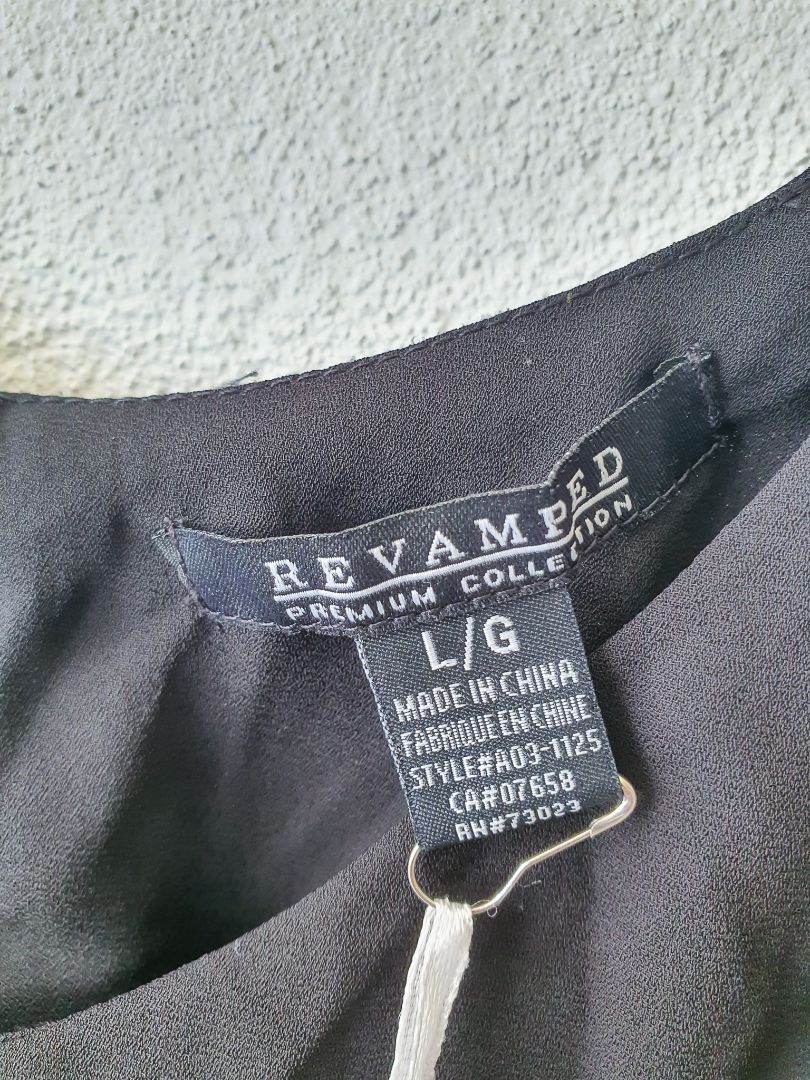 REVAMPED
PREMIUM COLLECTION
L/G
MADE IN CHINA
FABRIQUE EN CHINE
STYLE#A03-1125
CA#07658
RN#73023